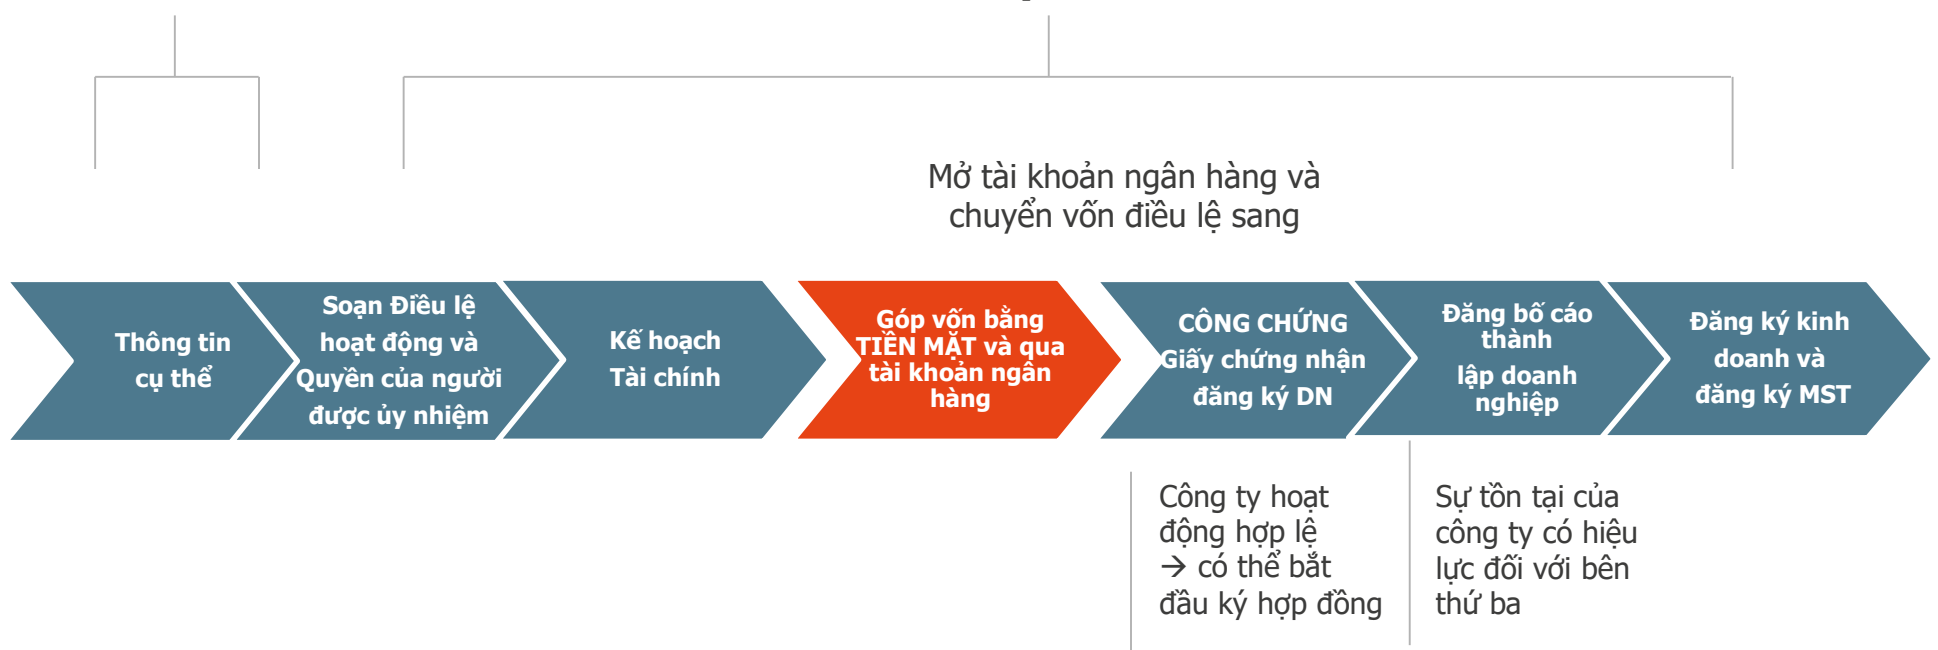 Mở tài khoản ngân hàng và
chuyển vốn điều lệ sang
Thông tin
cụ thể
Soạn Điều lệ
hoạt động và
Quyền của người
được ủy nhiệm
Kế hoạch
Tài chính
Góp vốn bằng
TIỀN MẶT và qua
tài khoản ngân
hàng
CÔNG CHỨNG
Giấy chứng nhận
đăng ký DN
Đăng bố cáo
thành
lập doanh
nghiệp
Đăng ký kinh
doanh và
đăng ký MST
Công ty hoạt
động hợp lệ
→ có thể bắt
đầu ký hợp đồng
Sự tồn tại của
công ty có hiệu
lực đối với bên
thứ ba